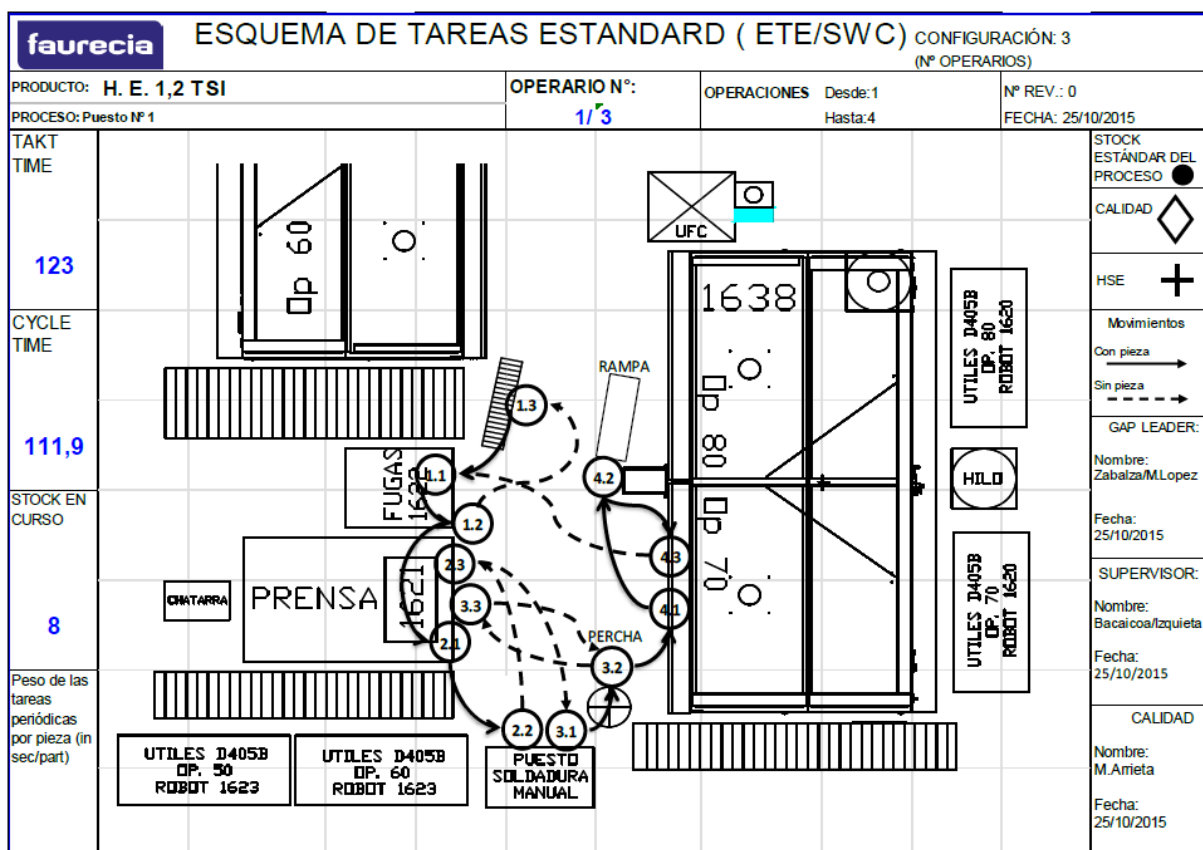 faurecia
ESQUEMA DE TAREAS ESTANDARD ( ETE/SWC) CONFIGURACIÓN: 3
(Nº OPERARIOS)
PRODUCTO: H. E. 1,2 TSI
OPERARIO N°:
OPERACIONES Desde:1
Nº REV.: 0
PROCESO: Puesto Nº 1
1/ 3
Hasta:4
FECHA: 25/10/2015
TAKT
TIME
123
CYCLE
TIME
111,9
STOCK EN
CURSO
8
Peso de las
tareas
periódicas
por pieza (in
sec/part)
Op 60
UFC
1638
Op 80
Op 70
RAMPA
1.3
1.1
FUGAS
1622
1.2
4.2
4.3
2.3
PRENSA
1621
3.3
4.1
CHATARRA
2.1
PERCHA
3.2
2.2
3.1
UTILES D405B
OP. 50
ROBOT 1623
UTILES D405B
OP. 60
ROBOT 1623
PUESTO
SOLDADURA
MANUAL
UTILES D405B
OP. 80
ROBOT 1620
HILO
UTILES D405B
OP. 70
ROBOT 1620
STOCK
ESTÁNDAR DEL
PROCESO
CALIDAD
HSE
Movimientos
Con pieza
Sin pieza
GAP LEADER:
Nombre:
Zabalza/M.Lopez
Fecha:
25/10/2015
SUPERVISOR:
Nombre:
Bacaicoa/Izquieta
Fecha:
25/10/2015
CALIDAD
Nombre:
M.Arrieta
Fecha:
25/10/2015